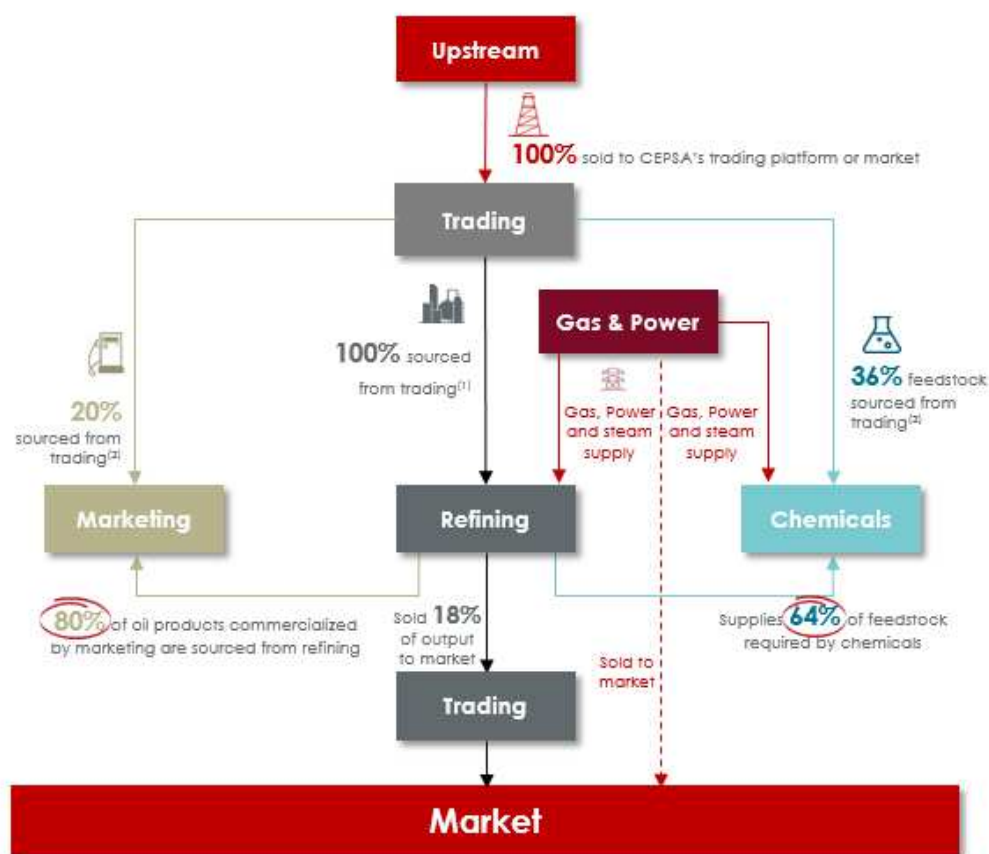 Upstream
100% sold to CEPSA's trading platform or market
Trading
Gas & Power
100% sourced
from trading(1)
20%
sourced from
trading(2)
Gas, Power
and steam
supply
Gas, Power
and steam
supply
36% feedstock
sourced from
trading(2)
Marketing
Refining
Chemicals
80% of oil products commercialized
by marketing are sourced from refining
Sold 18%
of output
to market
Supplies 64% of feedstock
required by chemicals
Sold to
market
Trading
Market